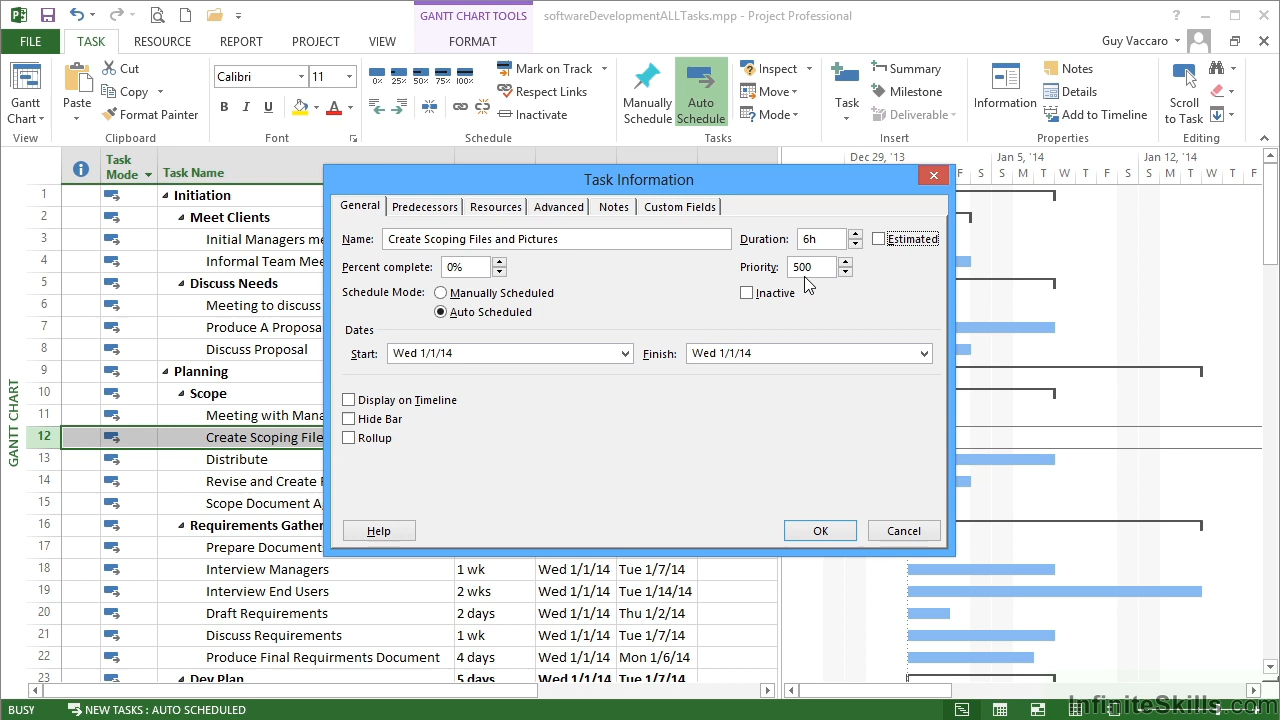 GANTT CHART TOOLS
softwareDevelopmentALLTasks.mpp - Project Professional
FILE TASK RESOURCE REPORT PROJECT VIEW FORMAT Guy Vaccaro
Gantt Chart
View
Paste
Cut
Copy
Format Painter
Clipboard
Calibri 11
B I U A
Font
0% 25% 50% 75% 100%
Mark on Track
Respect Links
Inactivate
Schedule
Manually Schedule
Auto Schedule
Inspect
Move
Mode
Tasks
Task
Summary
Milestone
Deliverable
Insert
Information
Notes
Details
Add to Timeline
Properties
Scroll to Task
Editing
GANTT CHART
Task Mode Task Name
Dec 29, '13 Jan 5, '14 Jan 12, '14
F S S M T W T F S S M T W T F
1 Initiation
2 Meet Clients
3 Initial Managers me
4 Informal Team Mee
5 Discuss Needs
6 Meeting to discuss
7 Produce A Proposa
8 Discuss Proposal
9 Planning
10 Scope
11 Meeting with Mana
12 Create Scoping File
13 Distribute
14 Revise and Create F
15 Scope Document A
16 Requirements Gather
17 Prepare Document
18 Interview Managers 1 wk Wed 1/1/14 Tue 1/7/14
19 Interview End Users 2 wks Wed 1/1/14 Tue 1/14/14
20 Draft Requirements 2 days Wed 1/1/14 Thu 1/2/14
21 Discuss Requirements 1 wk Wed 1/1/14 Tue 1/7/14
22 Produce Final Requirments Document 4 days Wed 1/1/14 Mon 1/6/14
23 Dev Plan 5 days Wed 1/1/14 Tue 1/7/14
Task Information
General Predecessors Resources Advanced Notes Custom Fields
Name: Create Scoping Files and Pictures Duration: 6h Estimated
Percent complete: 0% Priority: 500
Schedule Mode: Manually Scheduled Inactive
Auto Scheduled
Dates
Start: Wed 1/1/14 Finish: Wed 1/1/14
Display on Timeline
Hide Bar
Rollup
Help OK Cancel
BUSY NEW TASKS : AUTO SCHEDULED
InfiniteSkills.com